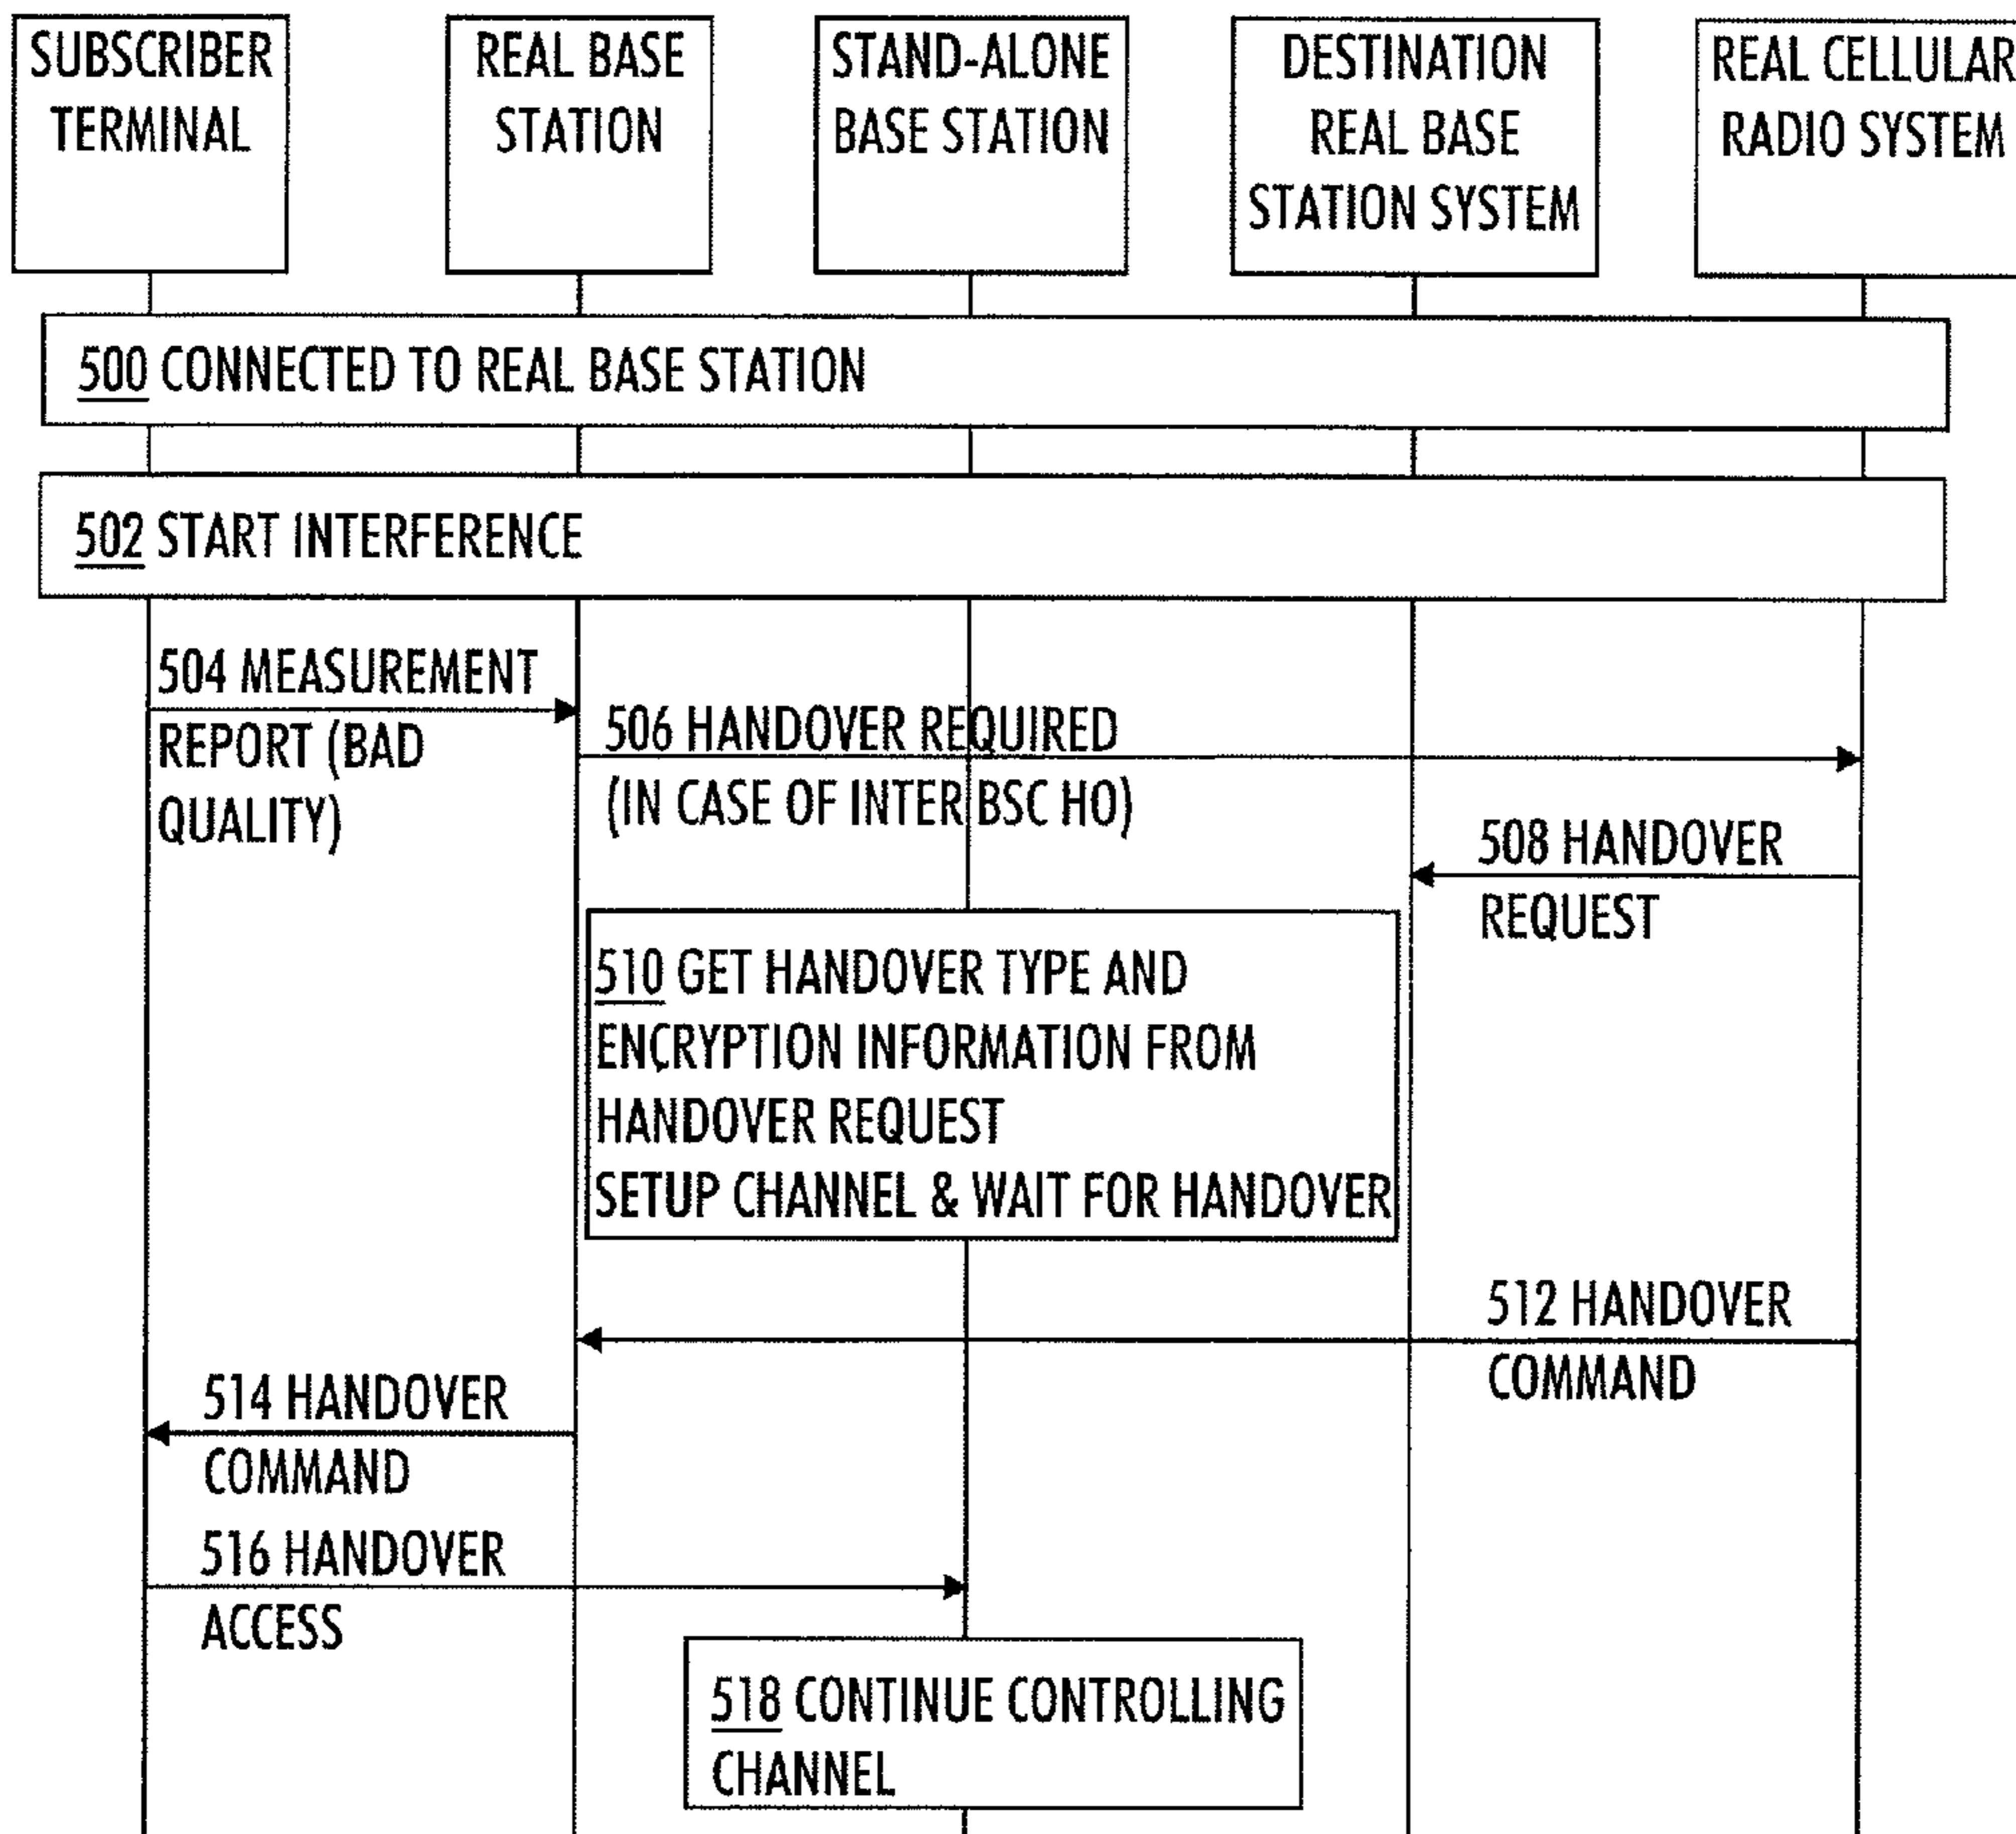 SUBSCRIBER
TERMINAL
REAL BASE
STATION
STAND-ALONE
BASE STATION
DESTINATION
REAL BASE
STATION SYSTEM
REAL CELLULAR
RADIO SYSTEM
500 CONNECTED TO REAL BASE STATION
502 START INTERFERENCE
504 MEASUREMENT
REPORT (BAD
QUALITY)
506 HANDOVER REQUIRED
(IN CASE OF INTER BSC HO)
508 HANDOVER
REQUEST
510 GET HANDOVER TYPE AND
ENCRYPTION INFORMATION FROM
HANDOVER REQUEST
SETUP CHANNEL & WAIT FOR HANDOVER
512 HANDOVER
COMMAND
514 HANDOVER
COMMAND
516 HANDOVER
ACCESS
518 CONTINUE CONTROLLING
CHANNEL